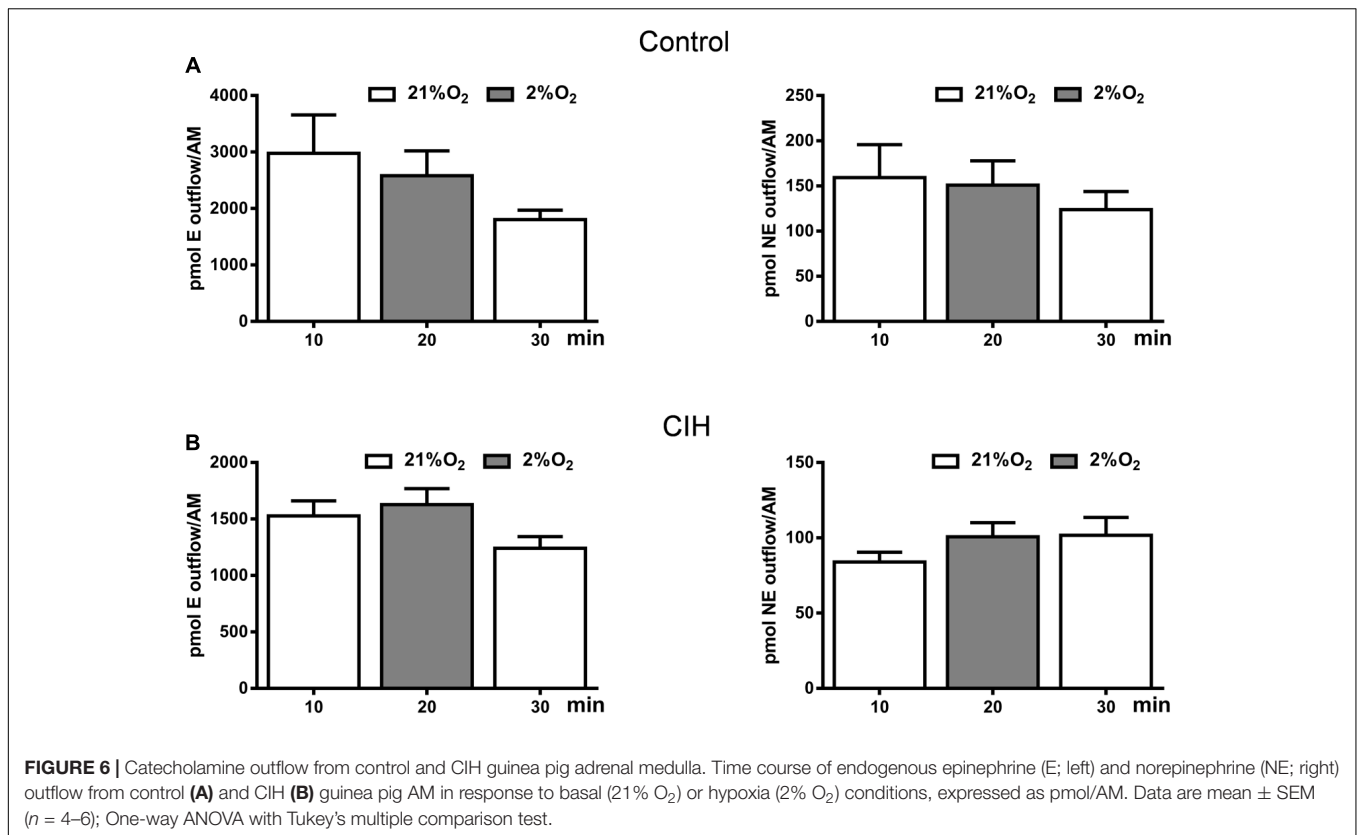 Control
A
21%O₂ 2%O₂
pmol E outflow/AM
4000
3000
2000
1000
0
10 20 30 min
21%O₂ 2%O₂
pmol NE outflow/AM
250
200
150
100
50
0
10 20 30 min
CIH
B
21%O₂ 2%O₂
pmol E outflow/AM
2000
1500
1000
500
0
10 20 30 min
21%O₂ 2%O₂
pmol NE outflow/AM
150
100
50
0
10 20 30 min
FIGURE 6 | Catecholamine outflow from control and CIH guinea pig adrenal medulla. Time course of endogenous epinephrine (E; left) and norepinephrine (NE; right)
outflow from control (A) and CIH (B) guinea pig AM in response to basal (21% O₂) or hypoxia (2% O₂) conditions, expressed as pmol/AM. Data are mean ± SEM
(n = 4–6); One-way ANOVA with Tukey's multiple comparison test.